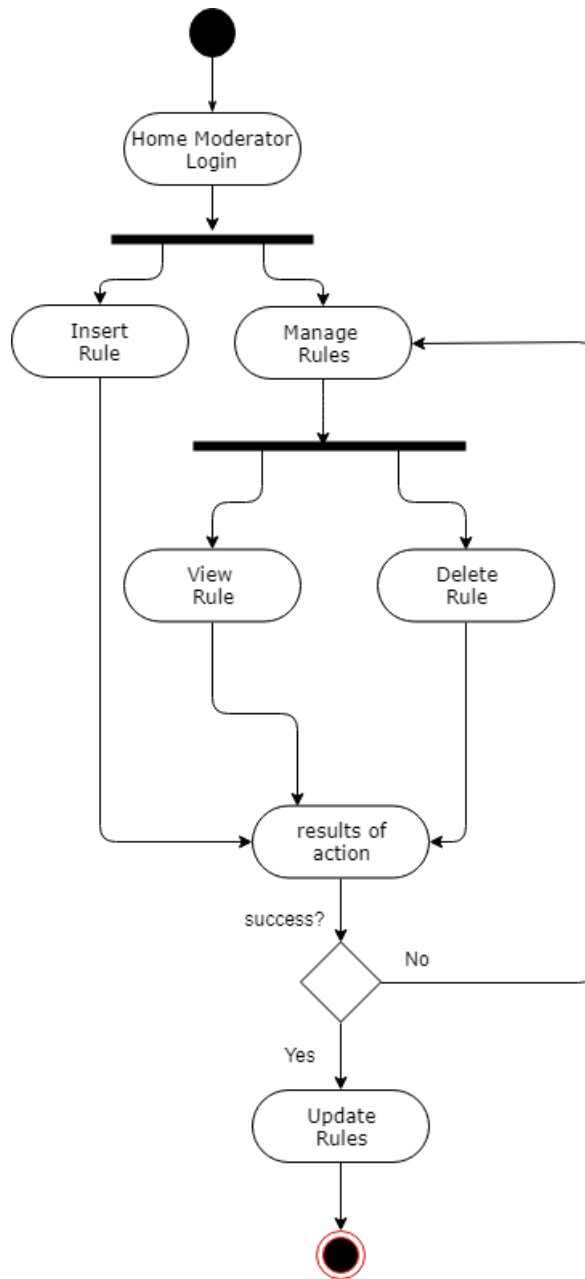 Home Moderator
Login
Insert
Rule
Manage
Rules
View
Rule
Delete
Rule
results of
action
success?
No
Yes
Update
Rules